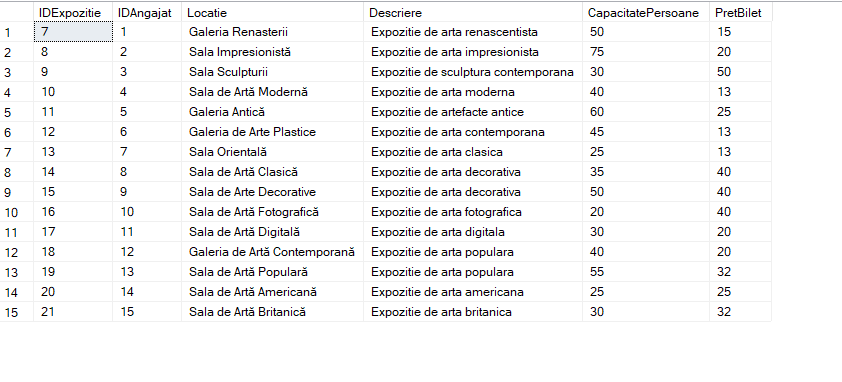 IDExpozitie IDAngajat Locatie Descriere CapacitatePersoane PretBilet
1 7 1 Galeria Renasterii Expozitie de arta renascentista 50 15
2 8 2 Sala Impresionistă Expozitie de arta impresionista 75 20
3 9 3 Sala Sculpturii Expozitie de sculptura contemporana 30 50
4 10 4 Sala de Artă Modernă Expozitie de arta moderna 40 13
5 11 5 Galeria Antică Expozitie de artefacte antice 60 25
6 12 6 Galeria de Arte Plastice Expozitie de arta contemporana 45 13
7 13 7 Sala Orientală Expozitie de arta clasica 25 13
8 14 8 Sala de Artă Clasică Expozitie de arta decorativa 35 40
9 15 9 Sala de Arte Decorative Expozitie de arta decorativa 50 40
10 16 10 Sala de Artă Fotografică Expozitie de arta fotografica 20 40
11 17 11 Sala de Artă Digitală Expozitie de arta digitala 30 20
12 18 12 Galeria de Artă Contemporană Expozitie de arta populara 40 20
13 19 13 Sala de Artă Populară Expozitie de arta populara 55 32
14 20 14 Sala de Artă Americană Expozitie de arta americana 25 25
15 21 15 Sala de Artă Britanică Expozitie de arta britanica 30 32